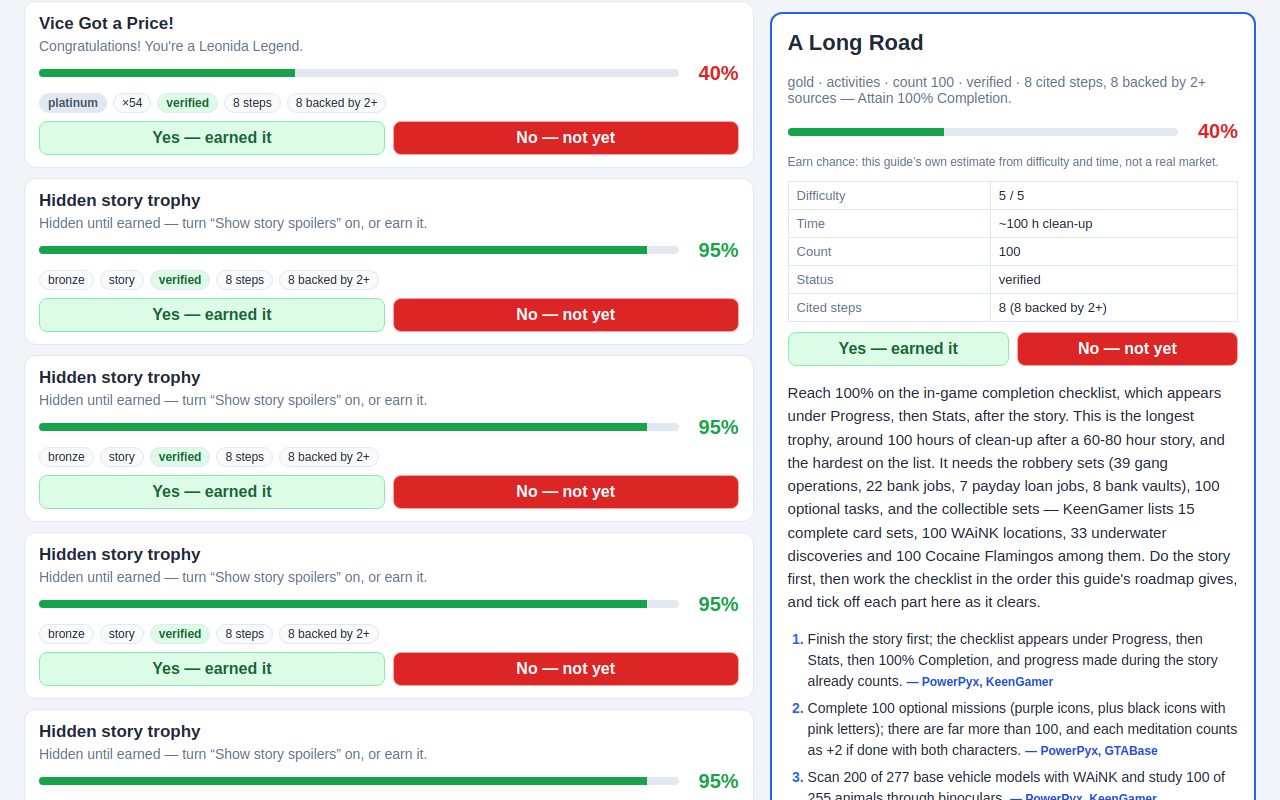 Vice Got a Price!
Congratulations! You're a Leonida Legend.
40%
platinum ×54 verified 8 steps 8 backed by 2+
Yes — earned it No — not yet
Hidden story trophy
Hidden until earned — turn “Show story spoilers” on, or earn it.
95%
bronze story verified 8 steps 8 backed by 2+
Yes — earned it No — not yet
Hidden story trophy
Hidden until earned — turn “Show story spoilers” on, or earn it.
95%
bronze story verified 8 steps 8 backed by 2+
Yes — earned it No — not yet
Hidden story trophy
Hidden until earned — turn “Show story spoilers” on, or earn it.
95%
bronze story verified 8 steps 8 backed by 2+
Yes — earned it No — not yet
Hidden story trophy
Hidden until earned — turn “Show story spoilers” on, or earn it.
95%
A Long Road
gold · activities · count 100 · verified · 8 cited steps, 8 backed by 2+
sources — Attain 100% Completion.
40%
Earn chance: this guide’s own estimate from difficulty and time, not a real market.
Difficulty 5 / 5
Time ~100 h clean-up
Count 100
Status verified
Cited steps 8 (8 backed by 2+)
Yes — earned it No — not yet
Reach 100% on the in-game completion checklist, which appears
under Progress, then Stats, after the story. This is the longest
trophy, around 100 hours of clean-up after a 60-80 hour story, and
the hardest on the list. It needs the robbery sets (39 gang
operations, 22 bank jobs, 7 payday loan jobs, 8 bank vaults), 100
optional tasks, and the collectible sets — KeenGamer lists 15
complete card sets, 100 WAiNK locations, 33 underwater
discoveries and 100 Cocaine Flamingos among them. Do the story
first, then work the checklist in the order this guide's roadmap gives,
and tick off each part here as it clears.
1. Finish the story first; the checklist appears under Progress, then
Stats, then 100% Completion, and progress made during the story
already counts. — PowerPyx, KeenGamer
2. Complete 100 optional missions (purple icons, plus black icons with
pink letters); there are far more than 100, and each meditation counts
as +2 if done with both characters. — PowerPyx, GTABase
3. Scan 200 of 277 base vehicle models with WAiNK and study 100 of
255 animals through binoculars. — PowerPyx, KeenGamer